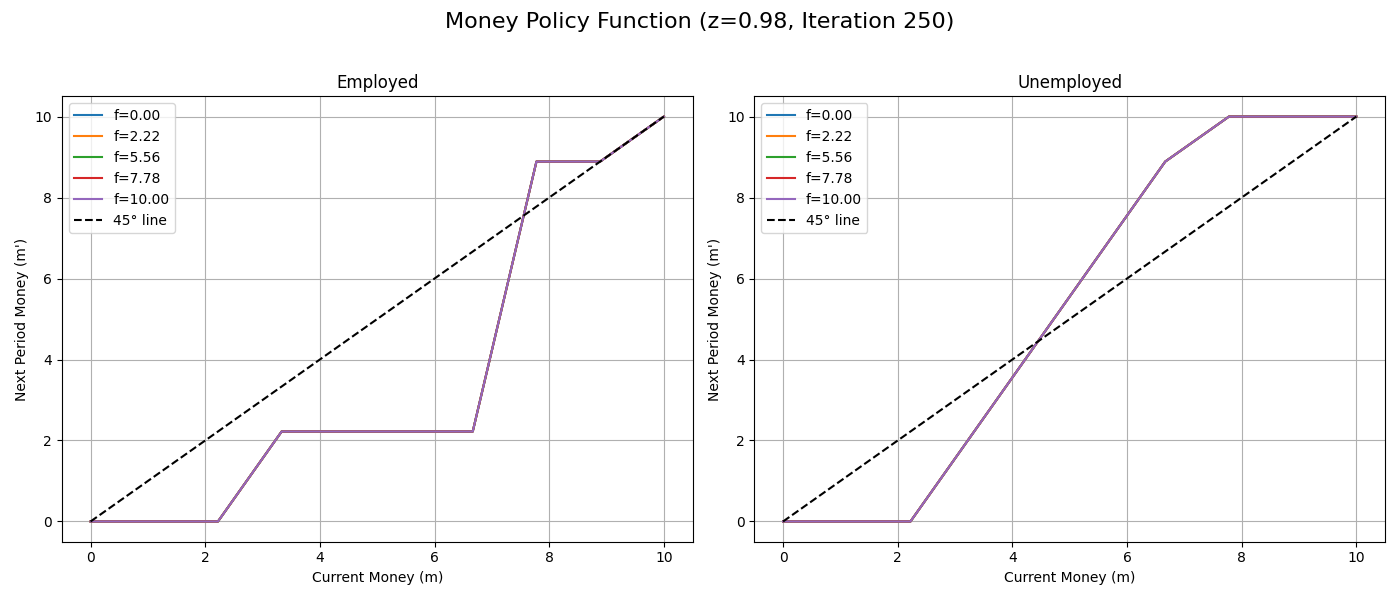 Money Policy Function (z=0.98, Iteration 250)
Employed
f=0.00
f=2.22
f=5.56
f=7.78
f=10.00
45° line
10
8
6
4
2
0
Next Period Money (m')
0 2 4 6 8 10
Current Money (m)
Unemployed
f=0.00
f=2.22
f=5.56
f=7.78
f=10.00
45° line
10
8
6
4
2
0
Next Period Money (m')
0 2 4 6 8 10
Current Money (m)